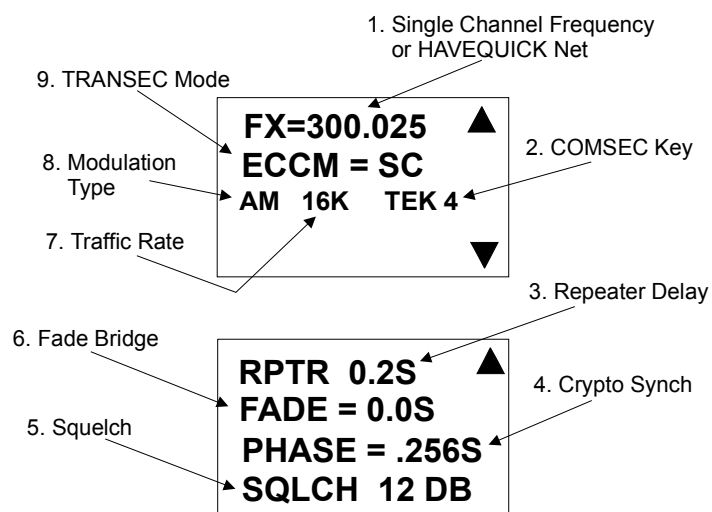 1. Single Channel Frequency
or HAVEQUICK Net
9. TRANSEC Mode
FX=300.025
2. COMSEC Key
ECCM = SC
8. Modulation
Type
AM 16K TEK 4
7. Traffic Rate
3. Repeater Delay
6. Fade Bridge
RPTR 0.2S
4. Crypto Synch
FADE = 0.0S
5. Squelch
PHASE = .256S
SQLCH 12 DB